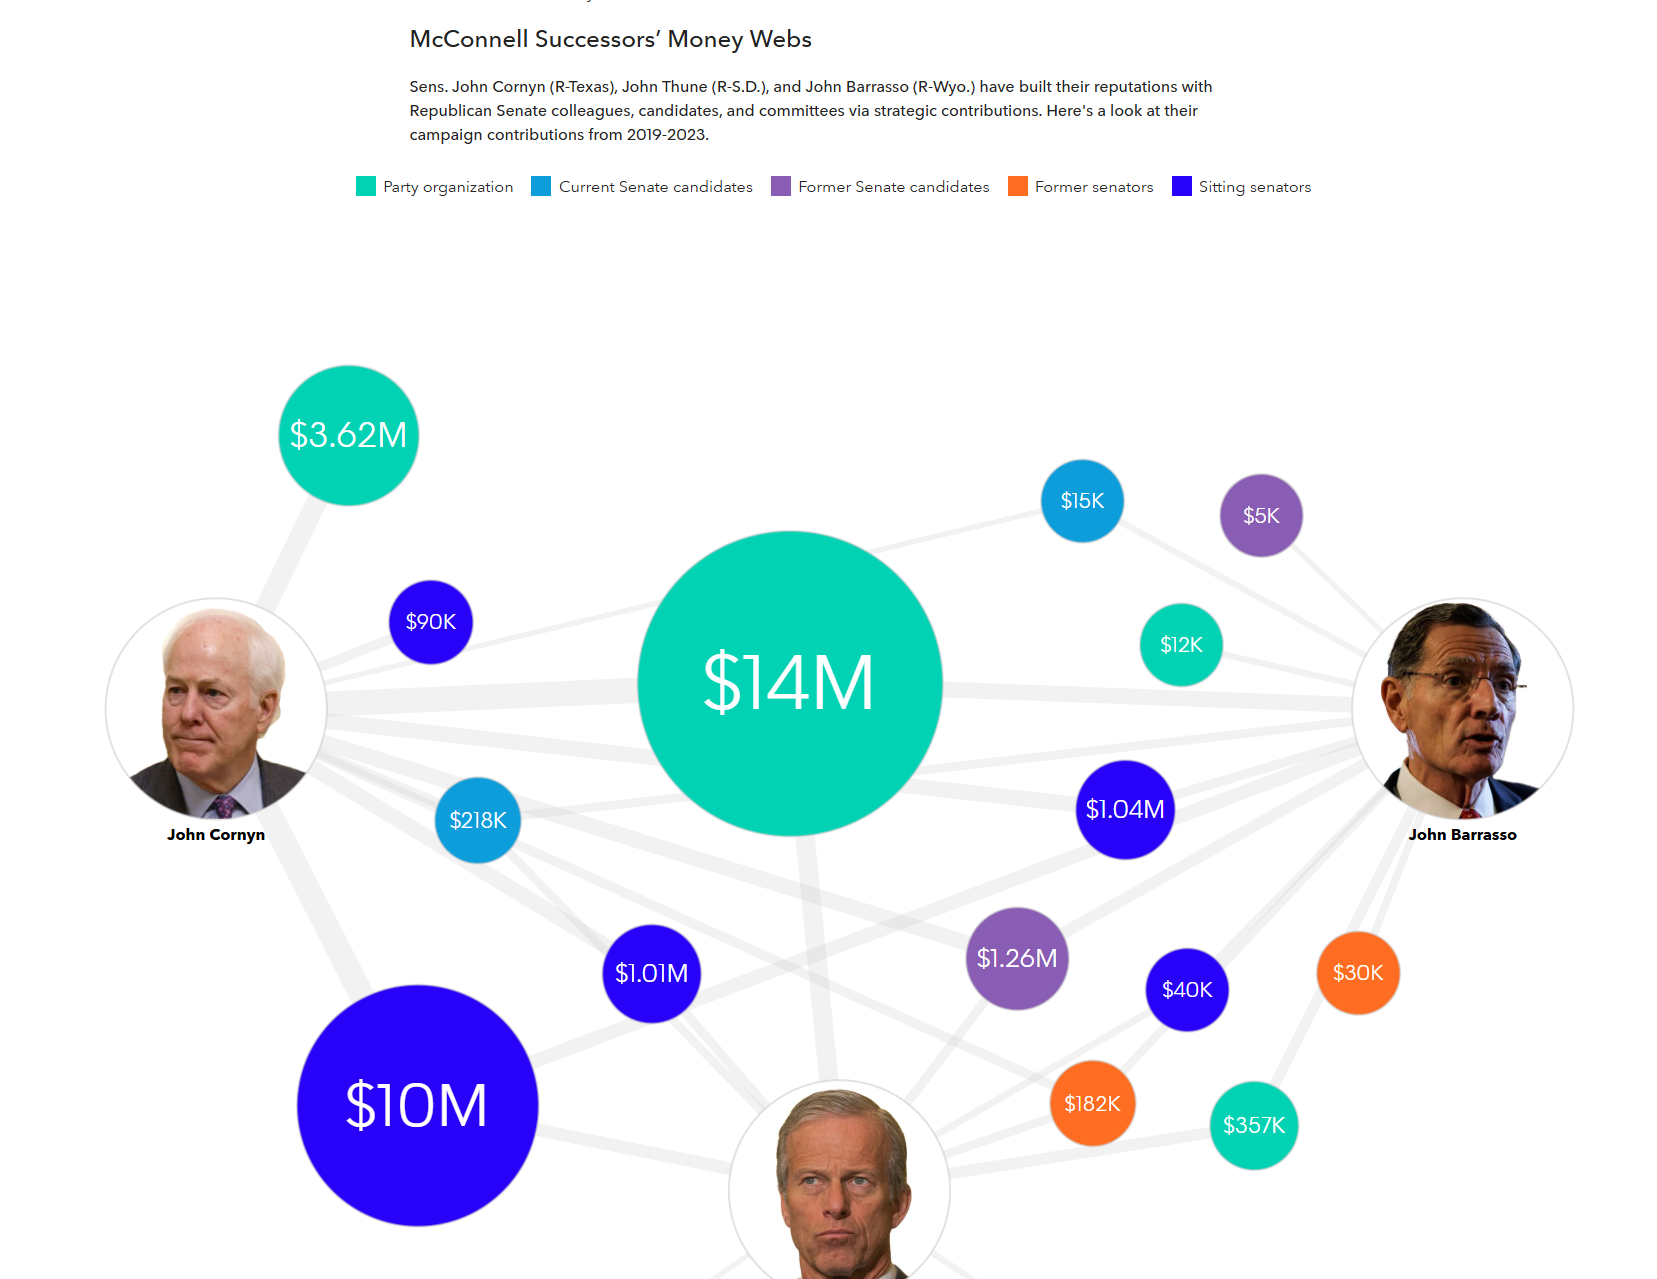 McConnell Successors’ Money Webs
Sens. John Cornyn (R-Texas), John Thune (R-S.D.), and John Barrasso (R-Wyo.) have built their reputations with
Republican Senate colleagues, candidates, and committees via strategic contributions. Here's a look at their
campaign contributions from 2019-2023.
Party organization
Current Senate candidates
Former Senate candidates
Former senators
Sitting senators
$3.62M
$15K
$5K
$90K
$14M
$12K
$218K
$1.04M
John Cornyn
John Barrasso
$1.01M
$1.26M
$40K
$30K
$10M
$182K
$357K